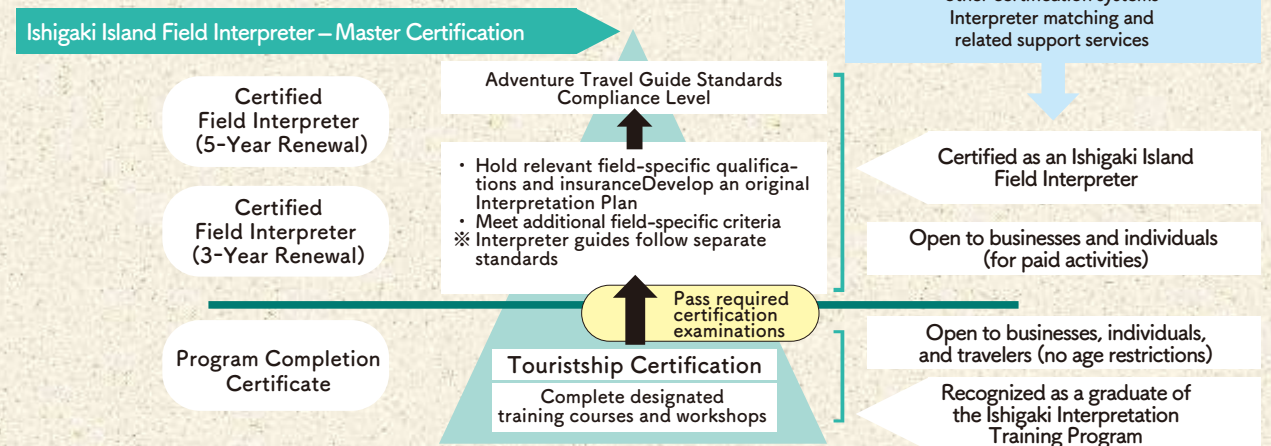 other certification systems
Interpreter matching and
related support services
Ishigaki Island Field Interpreter – Master Certification
Certified
Field Interpreter
(5-Year Renewal)
Adventure Travel Guide Standards
Compliance Level
Certified
Field Interpreter
(3-Year Renewal)
・ Hold relevant field-specific qualifica-
tions and insuranceDevelop an original
Interpretation Plan
・ Meet additional field-specific criteria
※ Interpreter guides follow separate
standards
Certified as an Ishigaki Island
Field Interpreter
Open to businesses and individuals
(for paid activities)
Pass required
certification
examinations
Program Completion
Certificate
Touristship Certification
Complete designated
training courses and workshops
Open to businesses, individuals,
and travelers (no age restrictions)
Recognized as a graduate of
the Ishigaki Interpretation
Training Program